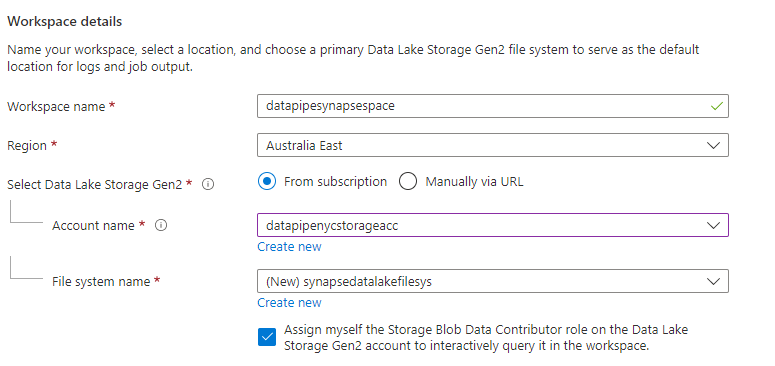 Workspace details
Name your workspace, select a location, and choose a primary Data Lake Storage Gen2 file system to serve as the default
location for logs and job output.
Workspace name *
datapipesynapsespace
Region *
Australia East
Select Data Lake Storage Gen2 *
From subscription
Manually via URL
Account name *
datapipenycstorageacc
Create new
File system name *
(New) synapsedatalakefilesys
Create new
Assign myself the Storage Blob Data Contributor role on the Data Lake
Storage Gen2 account to interactively query it in the workspace.